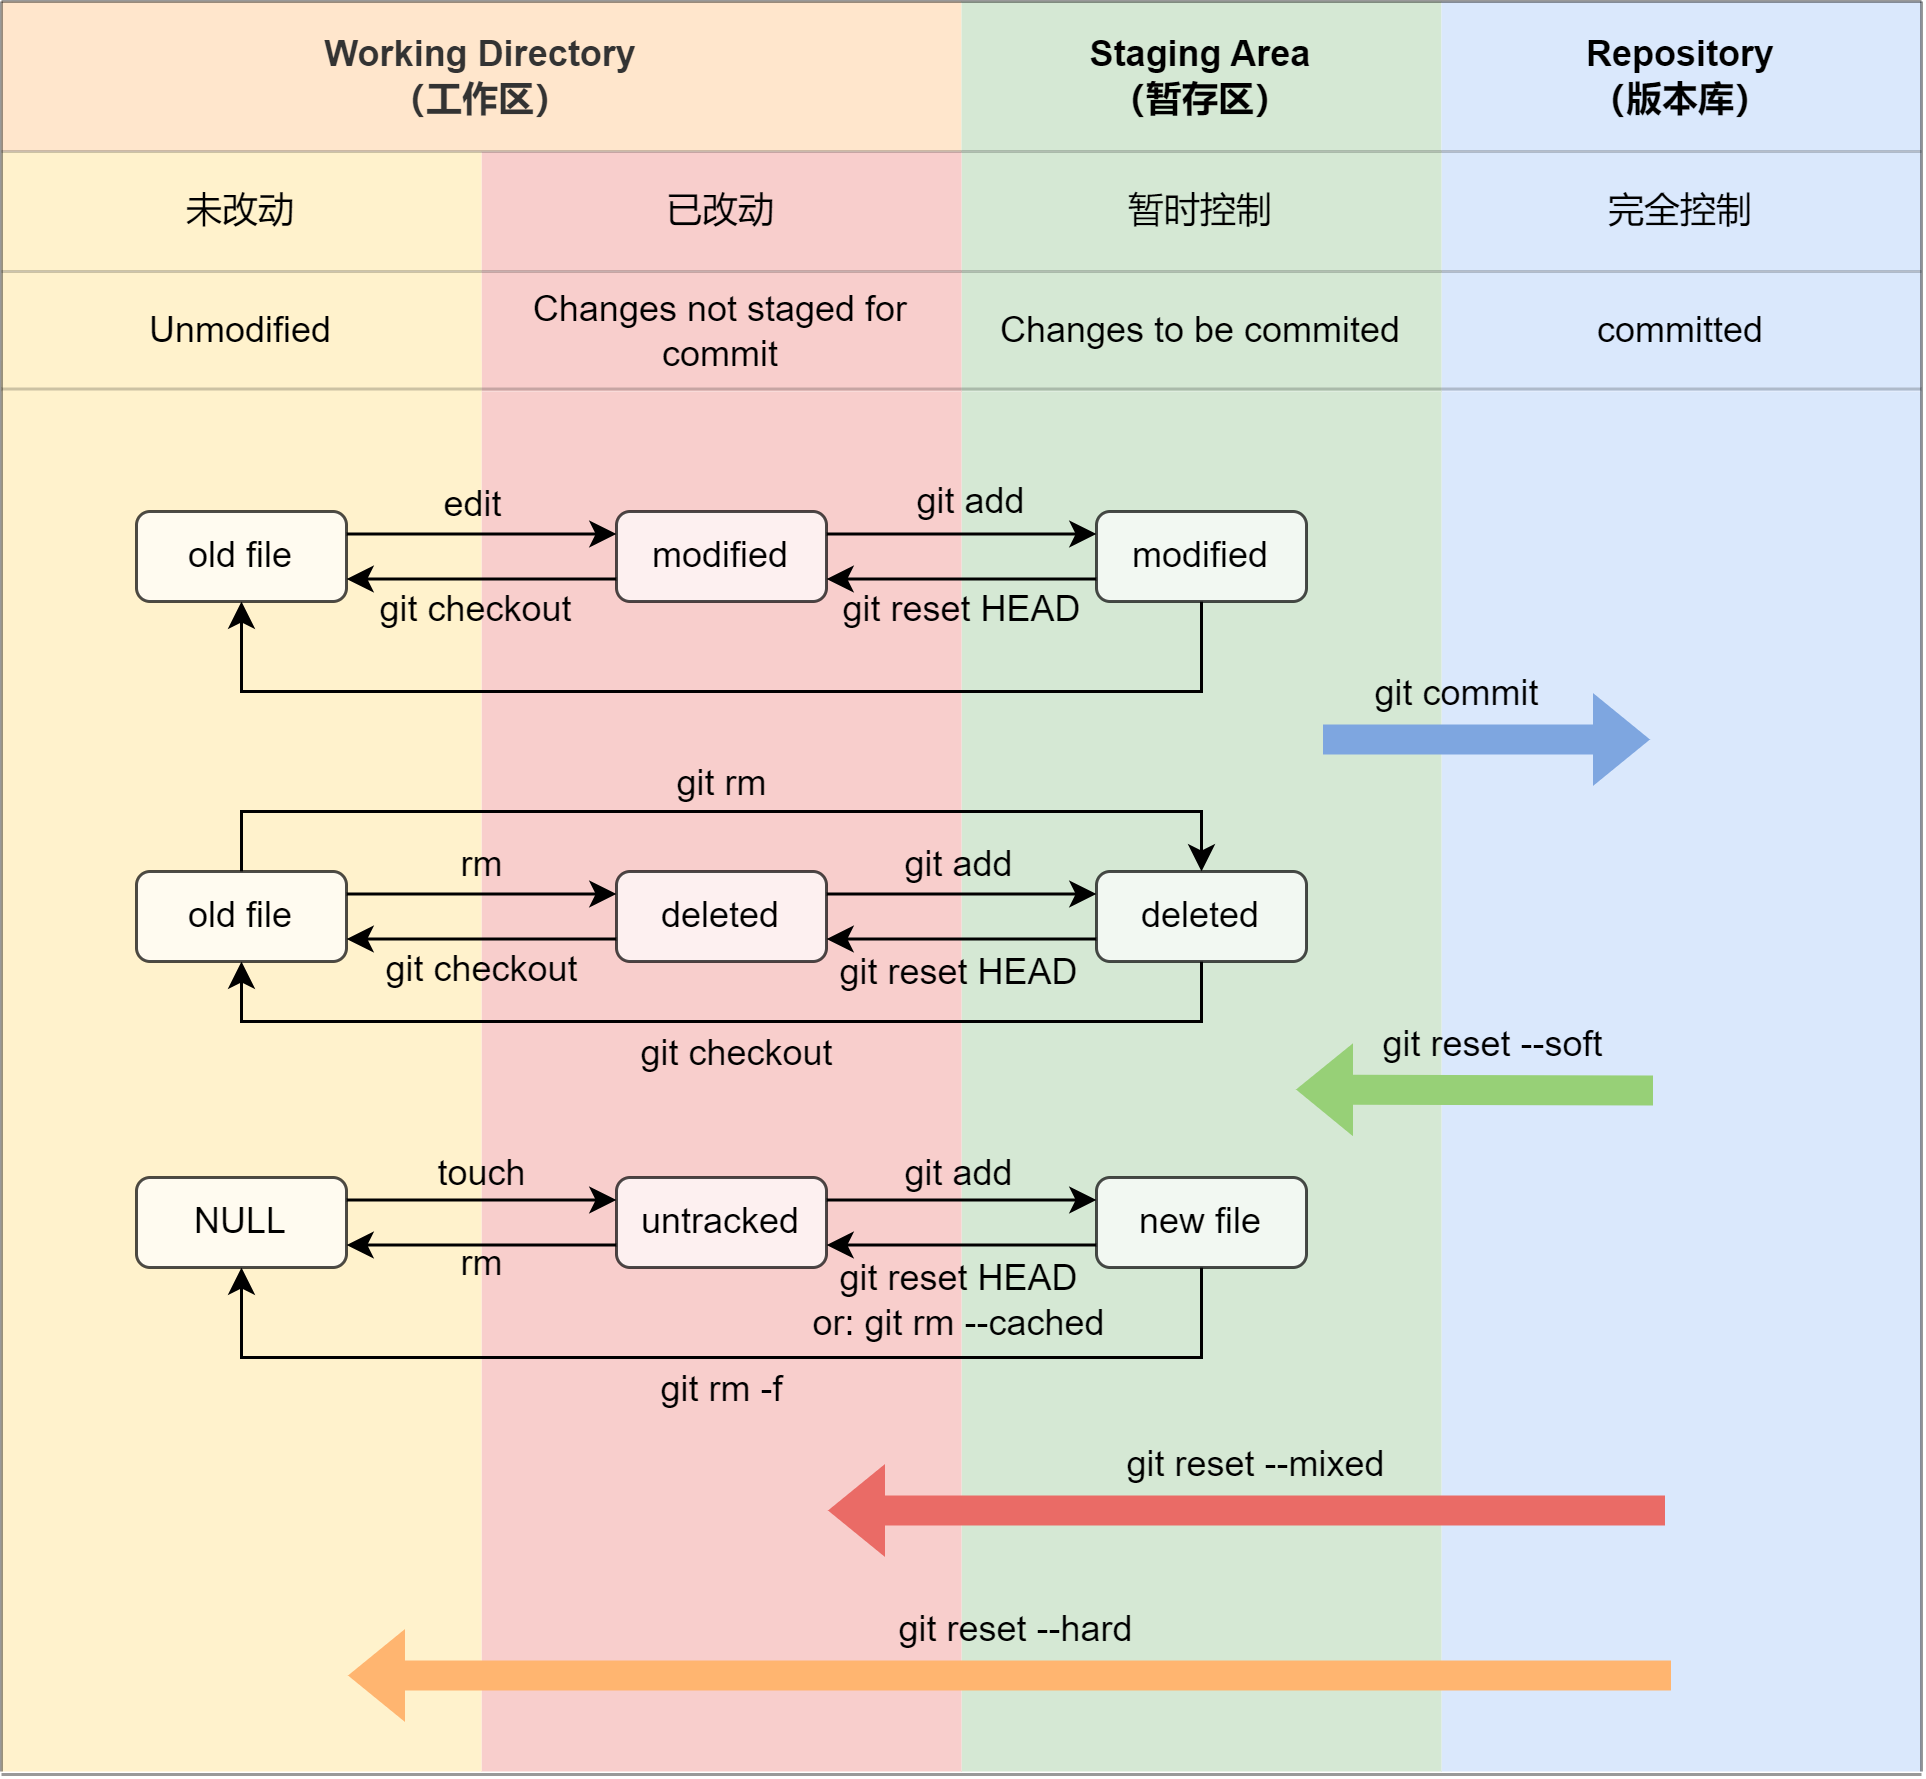 Working Directory
（工作区）
Staging Area
（暂存区）
Repository
（版本库）
未改动
已改动
暂时控制
完全控制
Unmodified
Changes not staged for
commit
Changes to be commited
committed
edit
git add
old file
modified
modified
git checkout
git reset HEAD
git commit
git rm
rm
git add
old file
deleted
deleted
git checkout
git reset HEAD
git checkout
git reset --soft
touch
git add
NULL
untracked
new file
rm
git reset HEAD
or: git rm --cached
git rm -f
git reset --mixed
git reset --hard